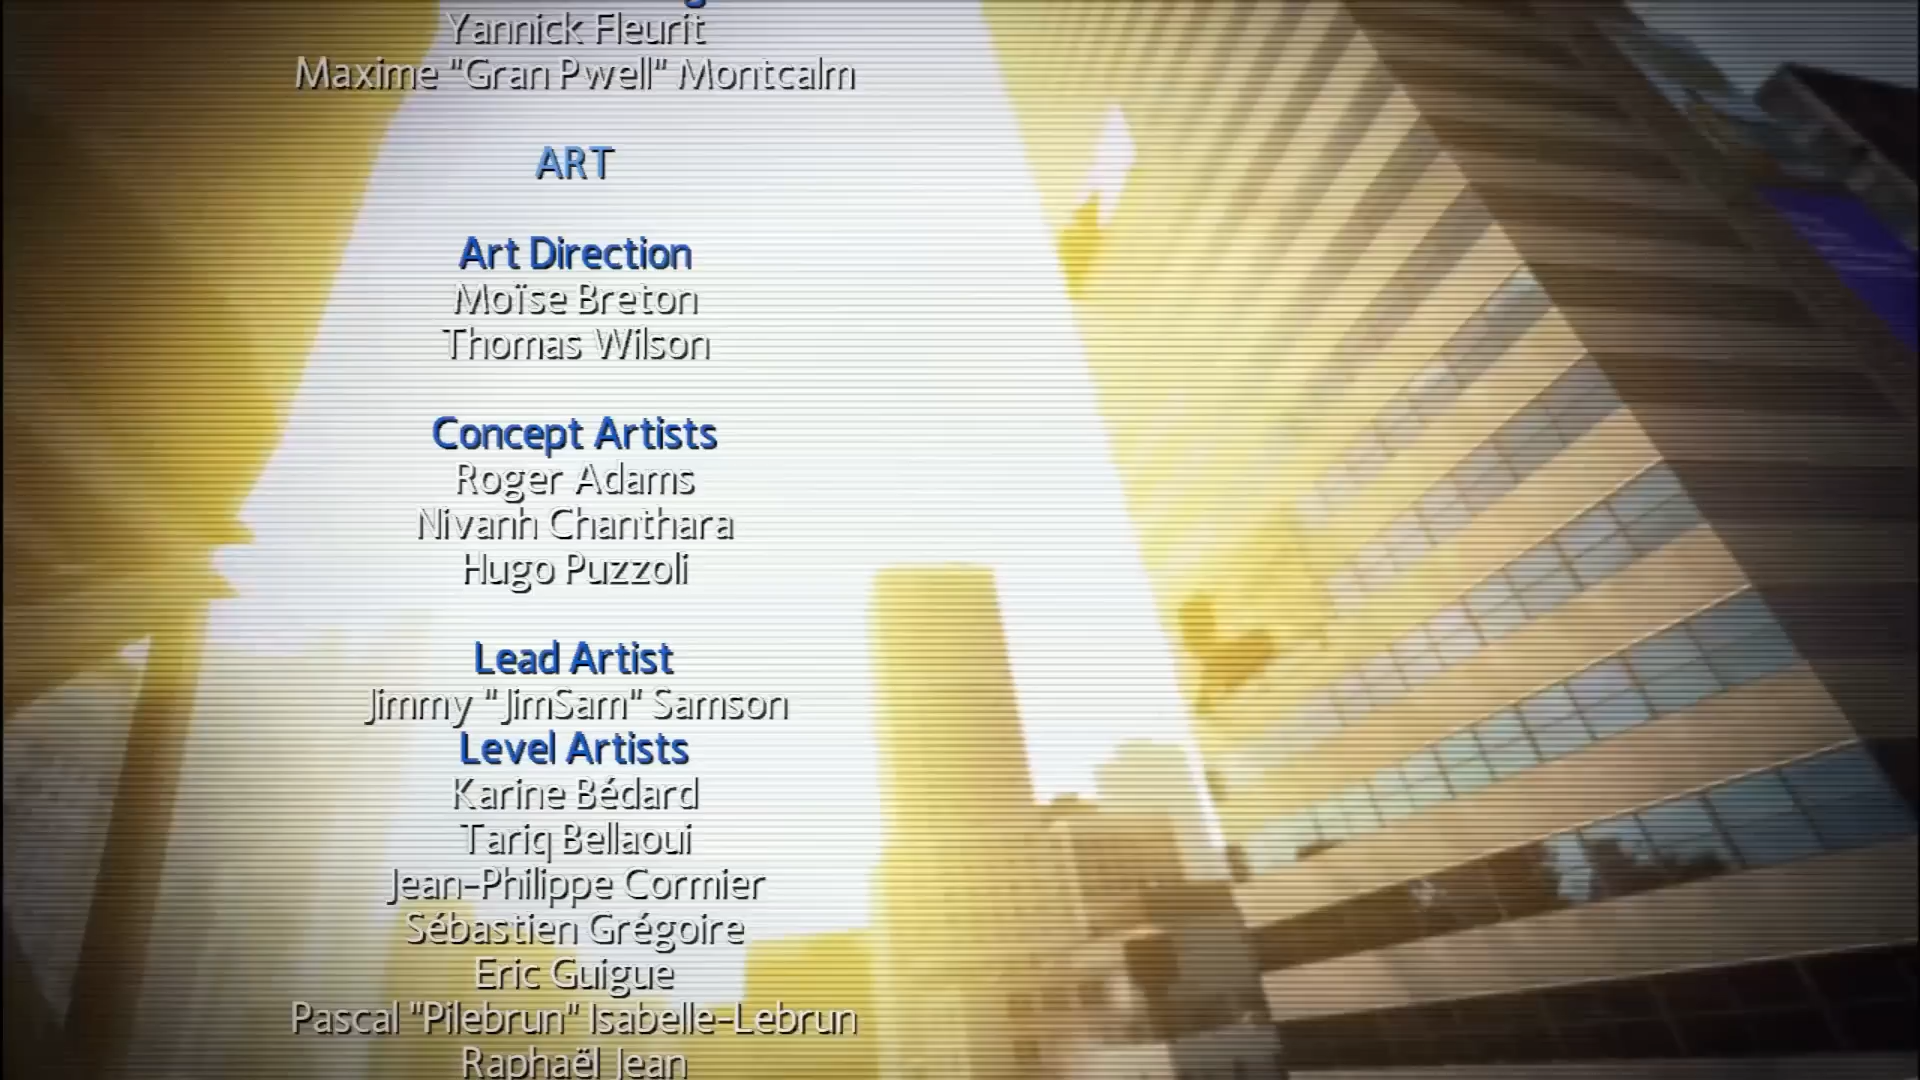 Yannick Fleurit
Maxime "Gran Pwell" Montcalm
ART
Art Direction
Moïse Breton
Thomas Wilson
Concept Artists
Roger Adams
Nivanh Chanthara
Hugo Puzzoli
Lead Artist
Jimmy "JimSam" Samson
Level Artists
Karine Bédard
Tariq Bellaoui
Jean-Philippe Cormier
Sébastien Grégoire
Eric Guigue
Pascal "Pilebrun" Isabelle-Lebrun
Raphaël Jean